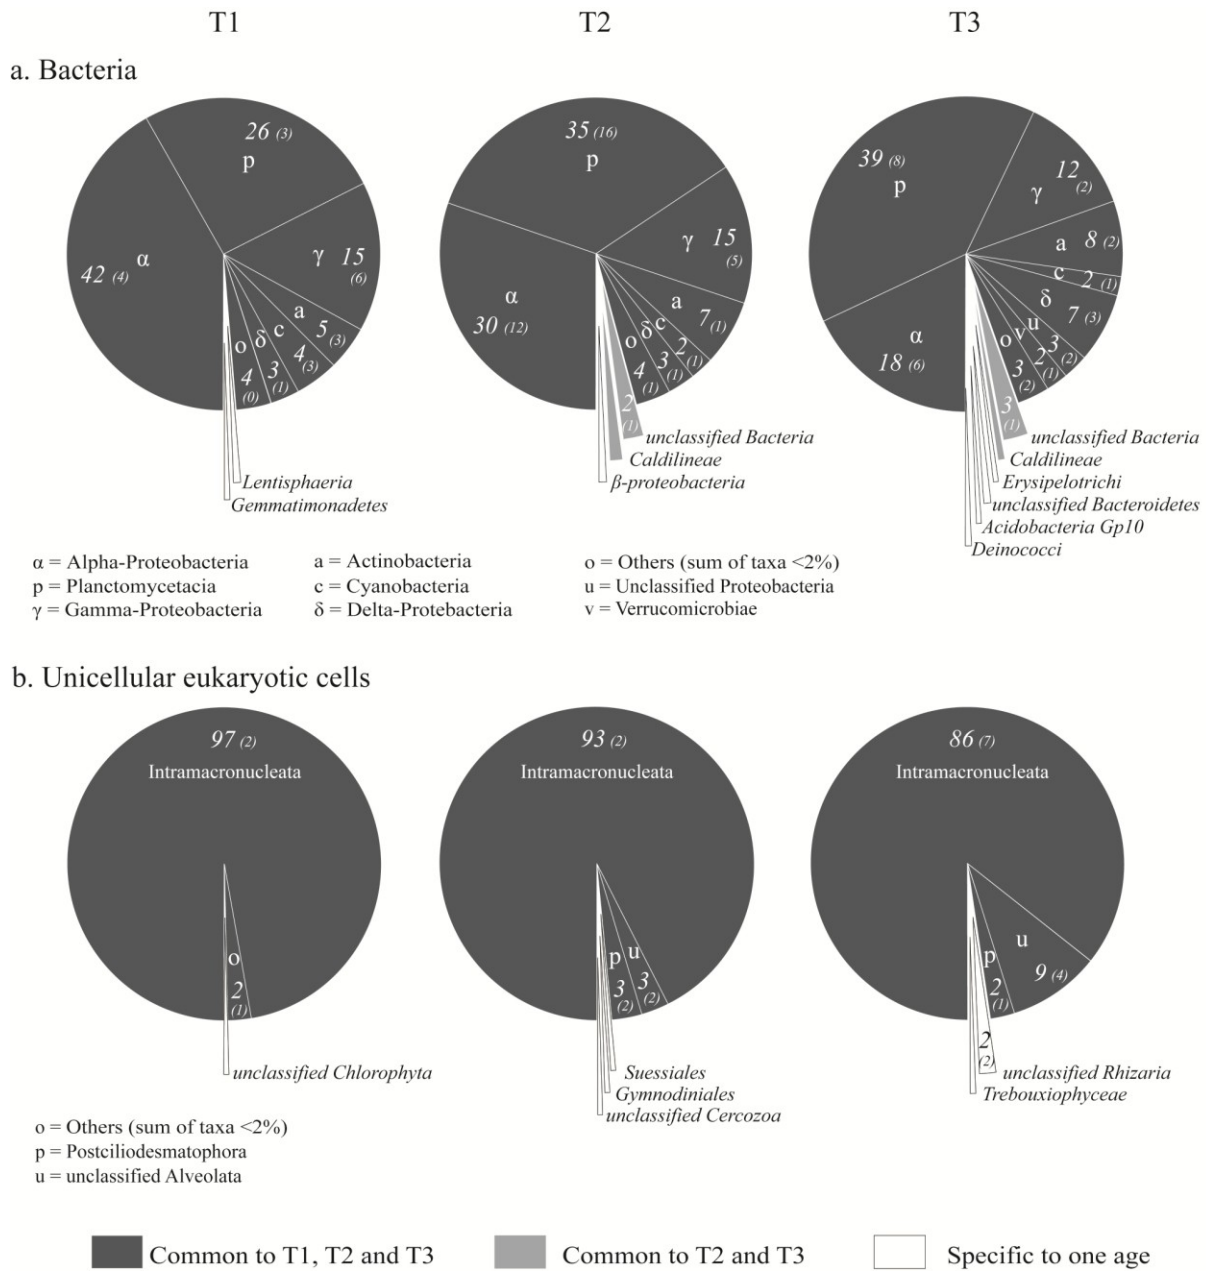 T1 T2 T3
a. Bacteria
26 (3)
p
42 (4) α
γ 15
(6)
a
5
(3)
c
4
(3)
δ
3
(1)
o
4
(0)
Lentisphaeria
Gemmatimonadetes
35 (16)
p
α
30 (12)
γ 15
(5)
a
7 (1)
c
2
(1)
δ
3
(1)
o
4
(1)
2
(1)
unclassified Bacteria
Caldilineae
β-proteobacteria
39 (8)
p
12
(2)
γ
a 8 (2)
c 2 (1)
δ
7 (3)
u
3
(2)
v
2
(1)
o
3
(2)
α
18 (6)
3
(1)
unclassified Bacteria
Caldilineae
Erysipelotrichi
unclassified Bacteroidetes
Acidobacteria Gp10
Deinococci
α = Alpha-Proteobacteria a = Actinobacteria o = Others (sum of taxa <2%)
p = Planctomycetacia c = Cyanobacteria u = Unclassified Proteobacteria
γ = Gamma-Proteobacteria δ = Delta-Protebacteria v = Verrucomicrobiae
b. Unicellular eukaryotic cells
97 (2)
Intramacronucleata
o
2
(1)
unclassified Chlorophyta
93 (2)
Intramacronucleata
p
3
(2)
u
3
(2)
Suessiales
Gymnodiniales
unclassified Cercozoa
86 (7)
Intramacronucleata
u
9 (4)
p
2
(1)
2
(2)
unclassified Rhizaria
Trebouxiophyceae
o = Others (sum of taxa <2%)
p = Postciliodesmatophora
u = unclassified Alveolata
Common to T1, T2 and T3 Common to T2 and T3 Specific to one age